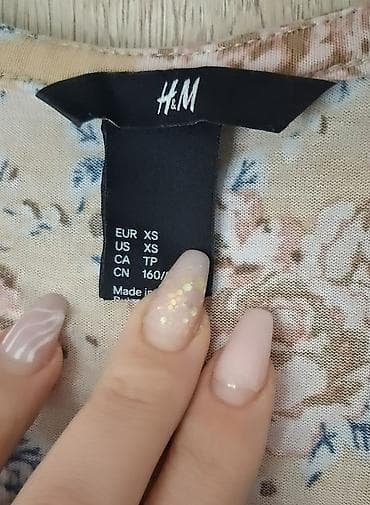 H&M
EUR XS
US XS
CA TP
CN 160/
Made in